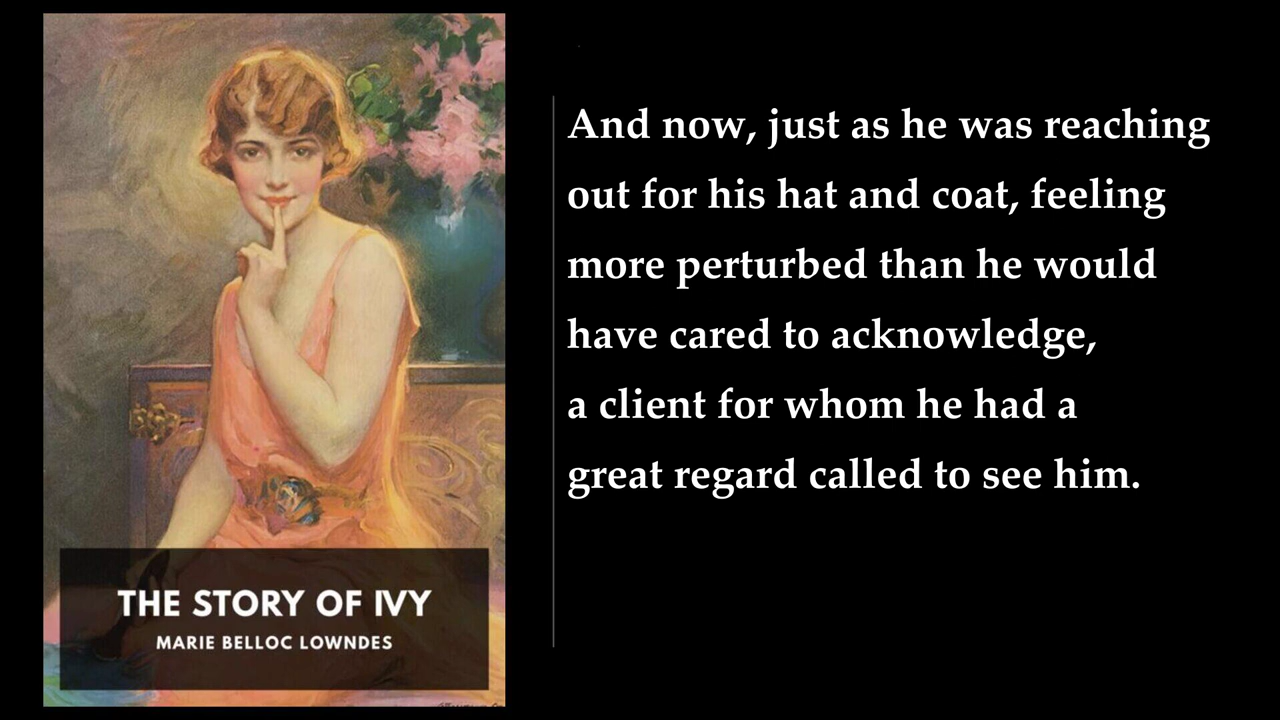 THE STORY OF IVY
MARIE BELLOC LOWNDES
And now, just as he was reaching
out for his hat and coat, feeling
more perturbed than he would
have cared to acknowledge,
a client for whom he had a
great regard called to see him.